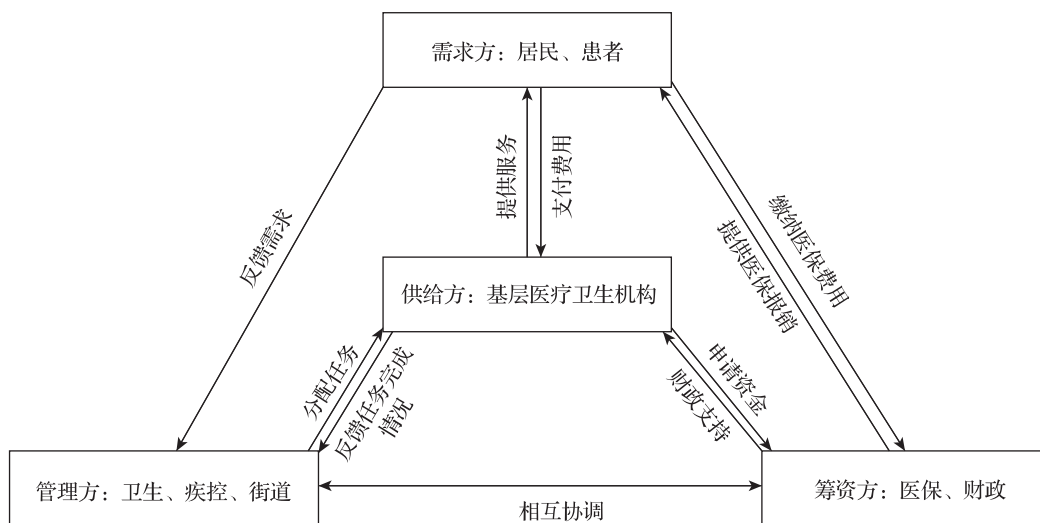 需求方：居民、患者
提供服务
支付费用
反馈需求
提供医保报销
缴纳医保费用
供给方：基层医疗卫生机构
分配任务
反馈任务完成
情况
财政支持
申请资金
管理方：卫生、疾控、街道
相互协调
筹资方：医保、财政